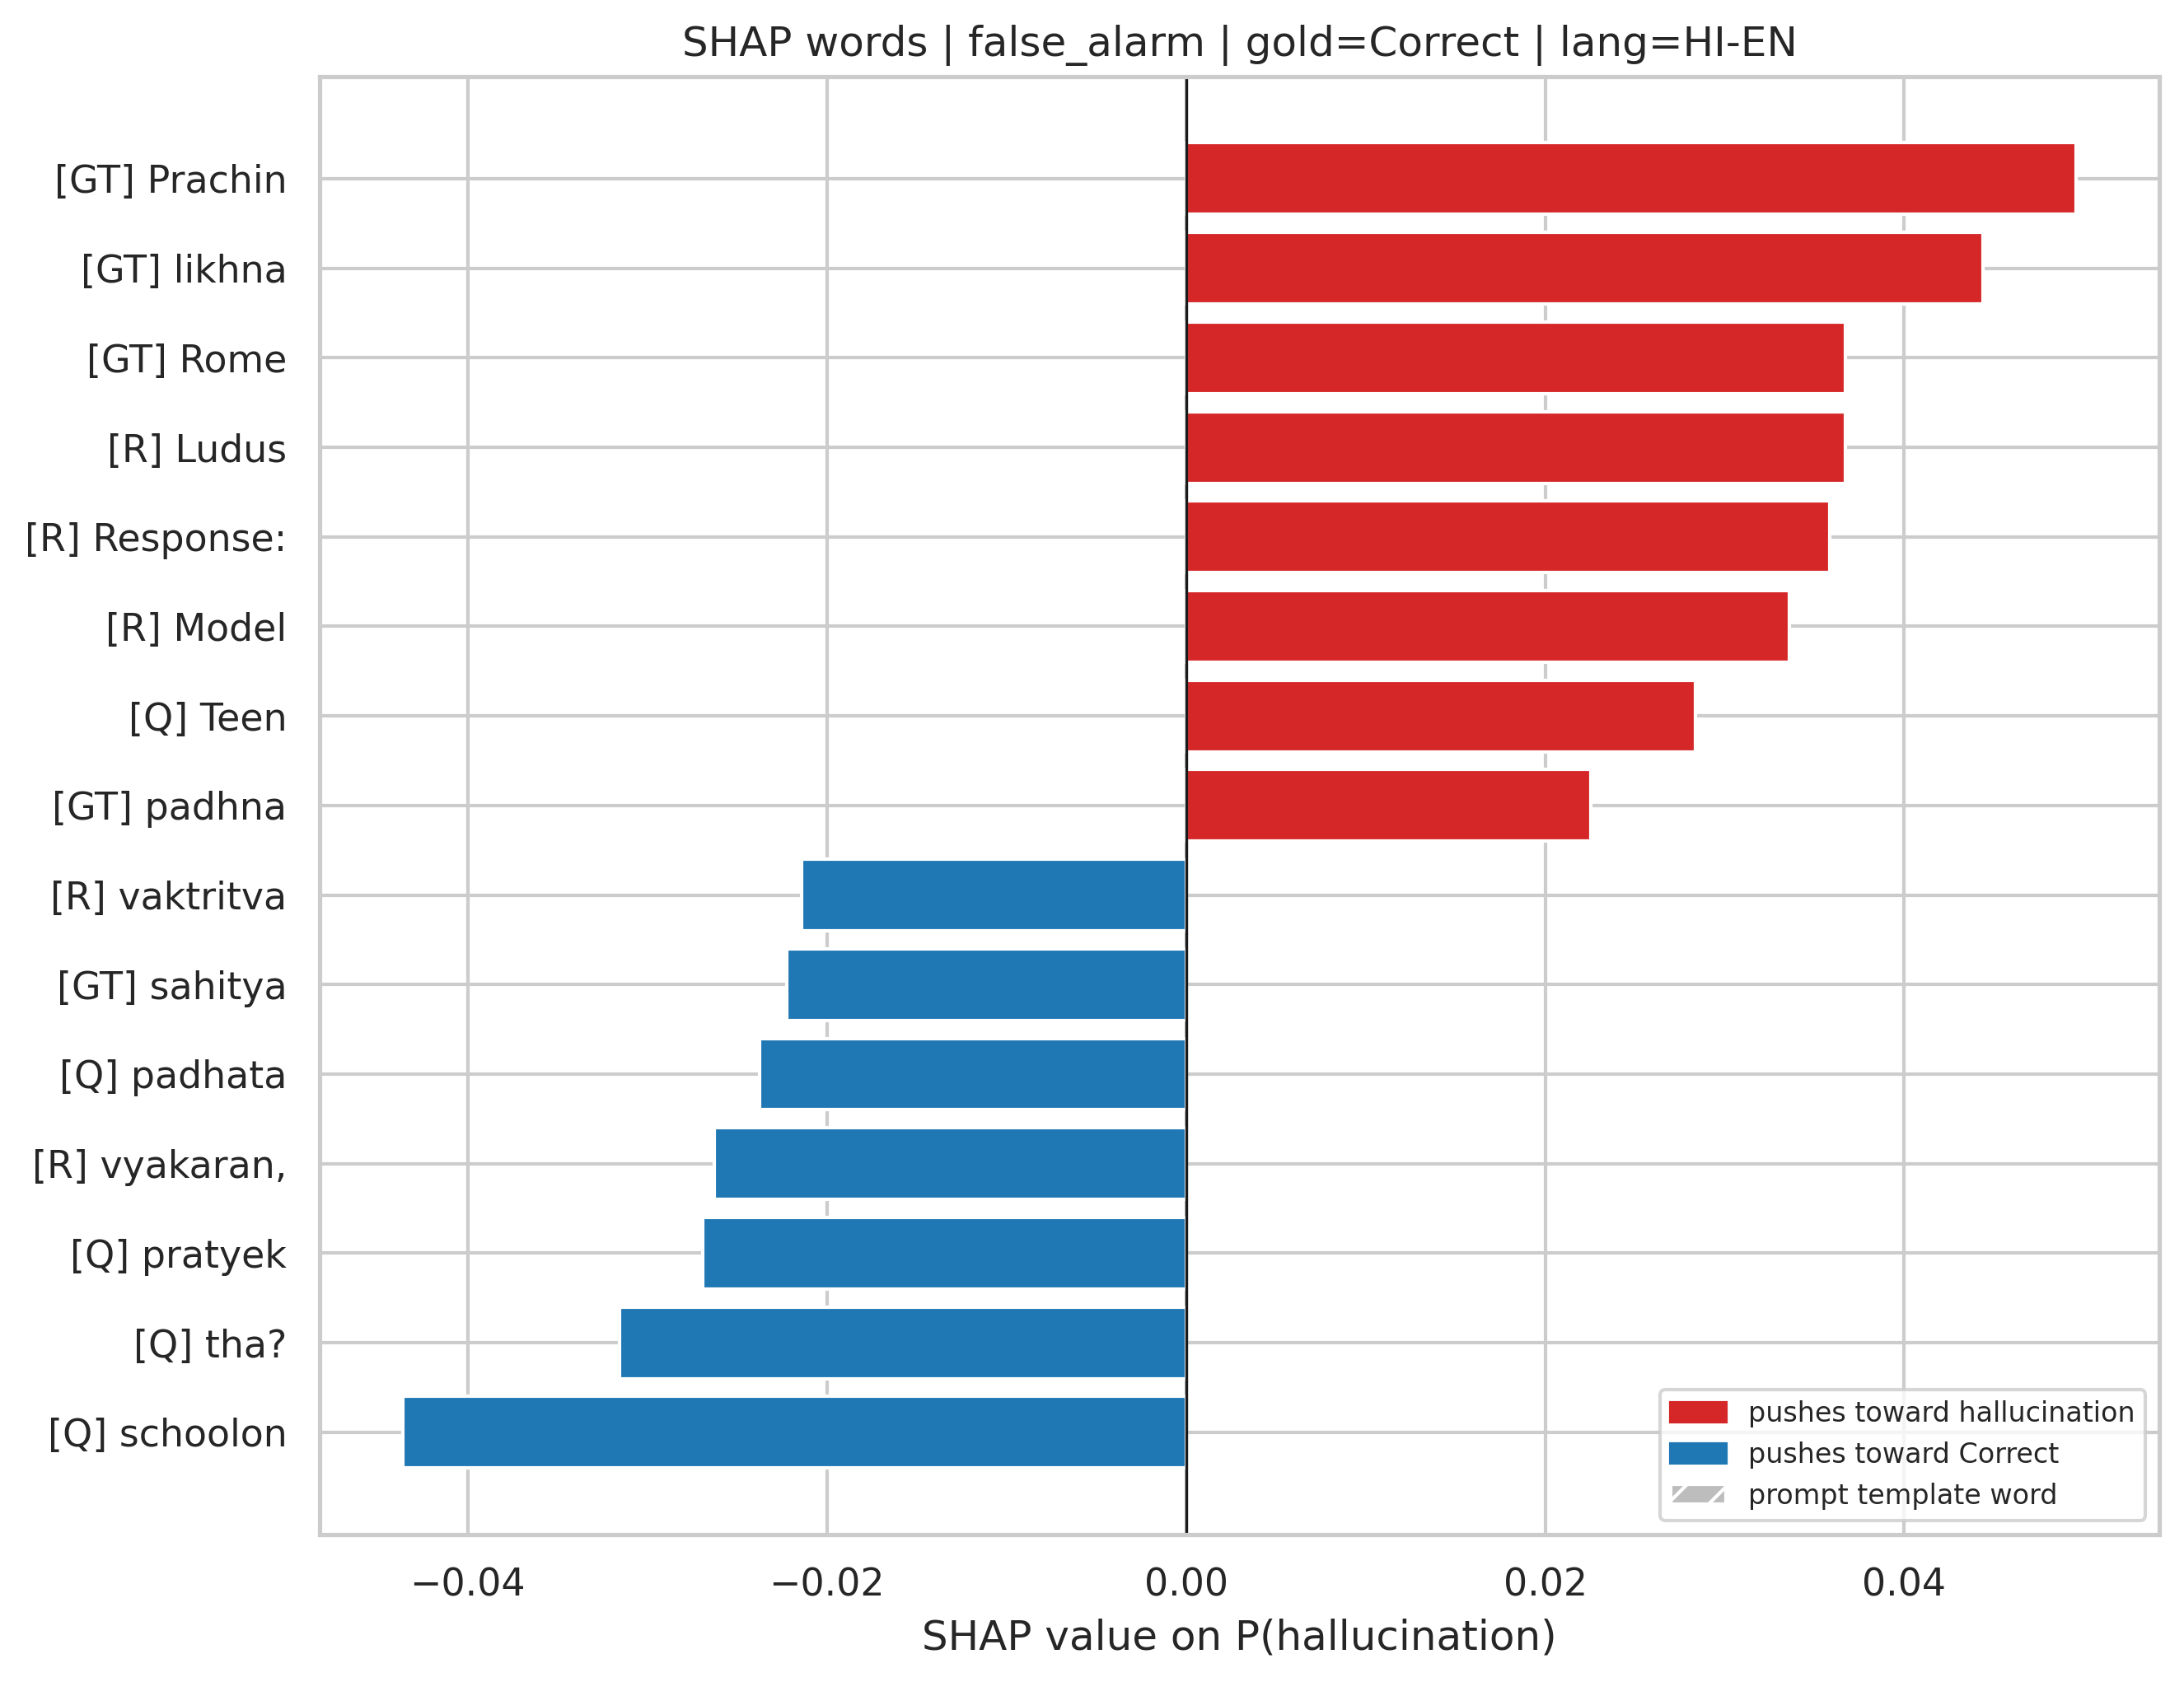 SHAP words | false_alarm | gold=Correct | lang=HI-EN
[GT] Prachin
[GT] likhna
[GT] Rome
[R] Ludus
[R] Response:
[R] Model
[Q] Teen
[GT] padhna
[R] vaktritva
[GT] sahitya
[Q] padhata
[R] vyakaran,
[Q] pratyek
[Q] tha?
[Q] schoolon
pushes toward hallucination
pushes toward Correct
prompt template word
−0.04 −0.02 0.00 0.02 0.04
SHAP value on P(hallucination)